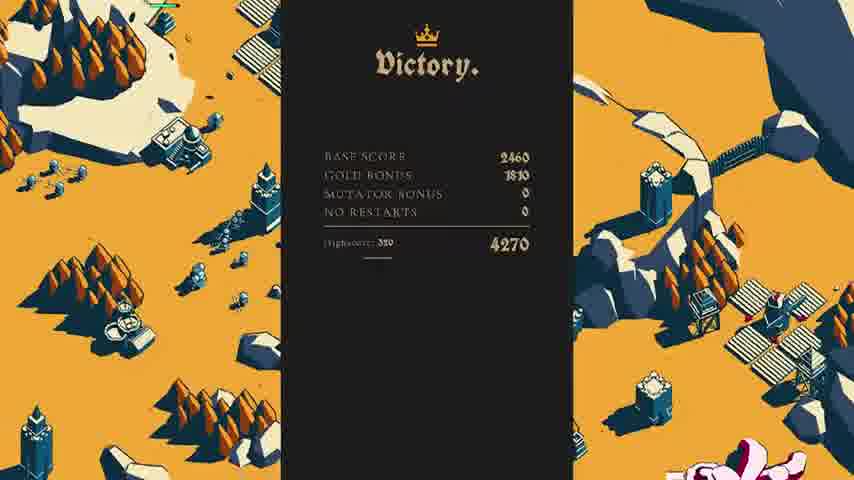 Victory.
BASE SCORE 2460
GOLD BONUS 1810
MUTATOR BONUS 0
NO RESTARTS 0
Highscore: 320 4270